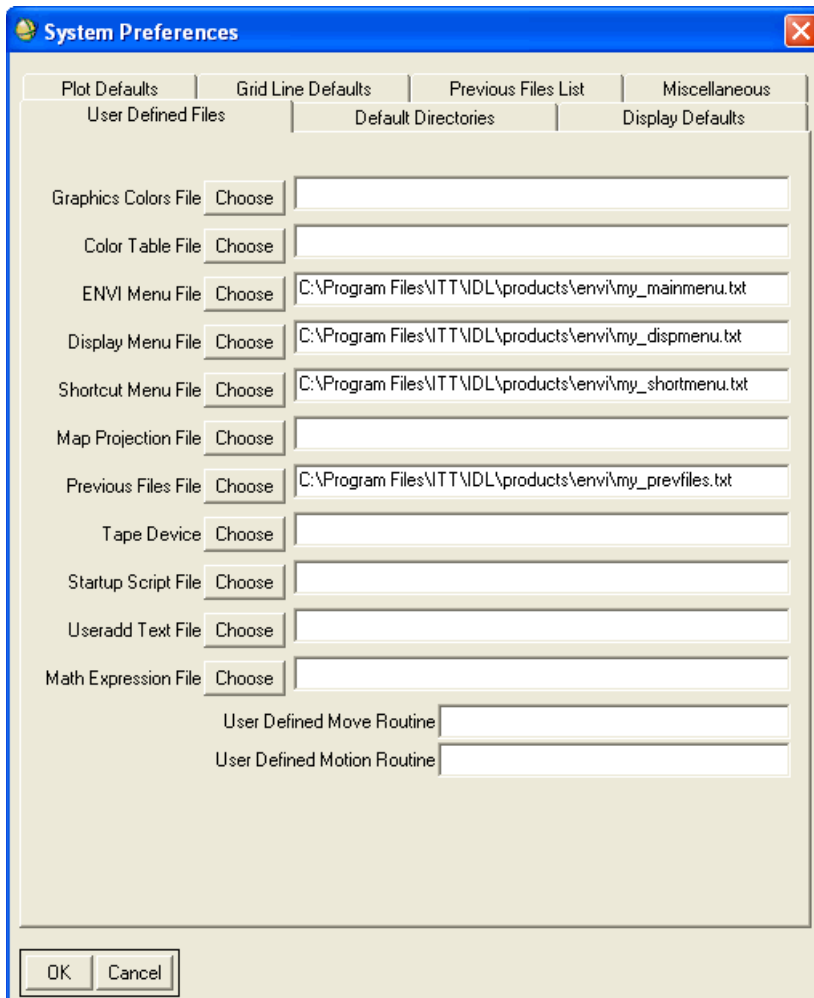 System Preferences
Plot Defaults Grid Line Defaults Previous Files List Miscellaneous
User Defined Files Default Directories Display Defaults
Graphics Colors File Choose
Color Table File Choose
ENVI Menu File Choose C:\Program Files\ITT\IDL\products\envi\my_mainmenu.txt
Display Menu File Choose C:\Program Files\ITT\IDL\products\envi\my_dispmenu.txt
Shortcut Menu File Choose C:\Program Files\ITT\IDL\products\envi\my_shortmenu.txt
Map Projection File Choose
Previous Files File Choose C:\Program Files\ITT\IDL\products\envi\my_prevfiles.txt
Tape Device Choose
Startup Script File Choose
Useradd Text File Choose
Math Expression File Choose
User Defined Move Routine
User Defined Motion Routine
OK Cancel